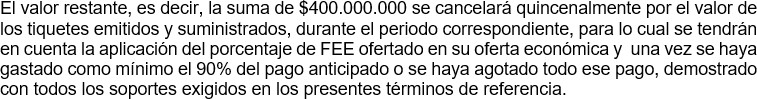 El valor restante, es decir, la suma de $400.000.000 se cancelará quincenalmente por el valor de
los tiquetes emitidos y suministrados, durante el periodo correspondiente, para lo cual se tendrán
en cuenta la aplicación del porcentaje de FEE ofertado en su oferta económica y  una vez se haya
gastado como mínimo el 90% del pago anticipado o se haya agotado todo ese pago, demostrado
con todos los soportes exigidos en los presentes términos de referencia.